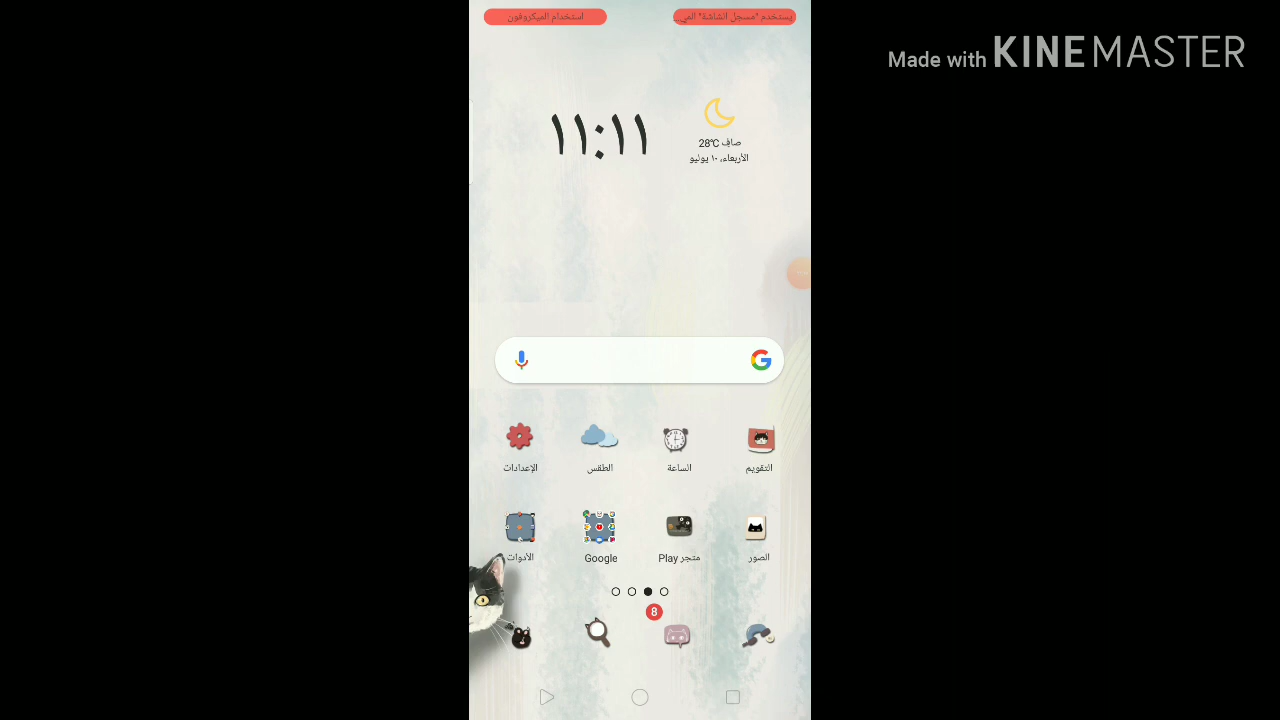 يستخدم "مسجل الشاشة" المي...
استخدام الميكروفون
Made with KINEMASTER
١١:١١
صافٍ 28°C
الأربعاء، ١٠ يوليو
التقويم
الساعة
الطقس
الإعدادات
الصور
متجر Play
Google
الأدوات
8